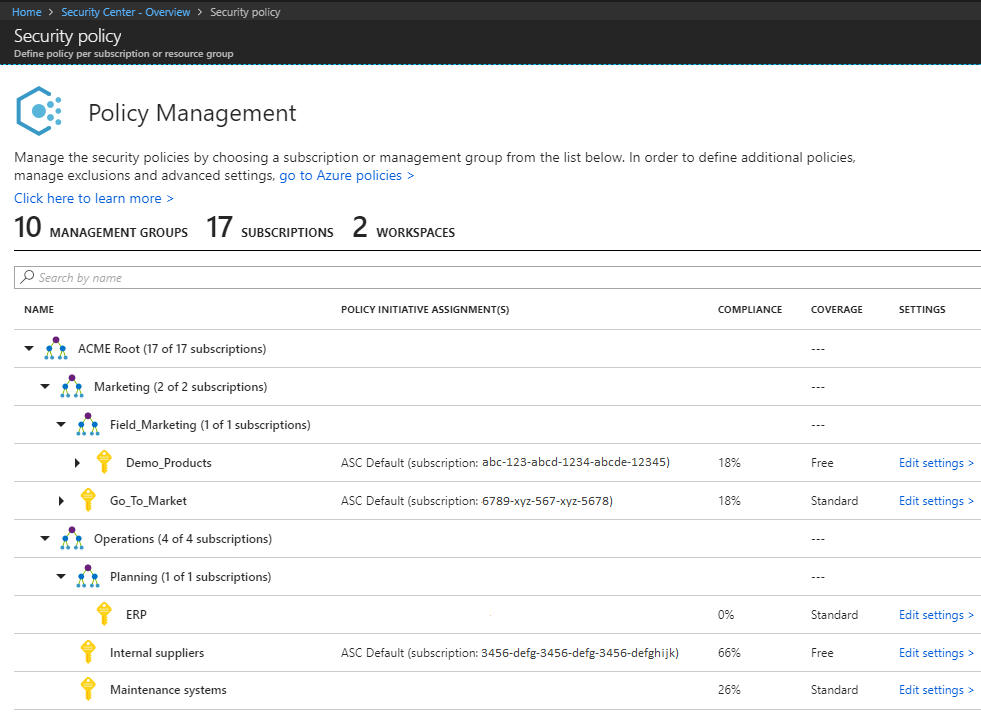 Home > Security Center - Overview > Security policy
Security policy
Define policy per subscription or resource group
Policy Management
Manage the security policies by choosing a subscription or management group from the list below. In order to define additional policies,
manage exclusions and advanced settings, go to Azure policies >
Click here to learn more >
10 MANAGEMENT GROUPS 17 SUBSCRIPTIONS 2 WORKSPACES
Search by name
NAME POLICY INITIATIVE ASSIGNMENT(S) COMPLIANCE COVERAGE SETTINGS
ACME Root (17 of 17 subscriptions) ---
Marketing (2 of 2 subscriptions) ---
Field_Marketing (1 of 1 subscriptions) ---
Demo_Products ASC Default (subscription: abc-123-abcd-1234-abcde-12345) 18% Free Edit settings >
Go_To_Market ASC Default (subscription: 6789-xyz-567-xyz-5678) 18% Standard Edit settings >
Operations (4 of 4 subscriptions) ---
Planning (1 of 1 subscriptions) ---
ERP 0% Standard Edit settings >
Internal suppliers ASC Default (subscription: 3456-defg-3456-defg-3456-defghijk) 66% Free Edit settings >
Maintenance systems 26% Standard Edit settings >